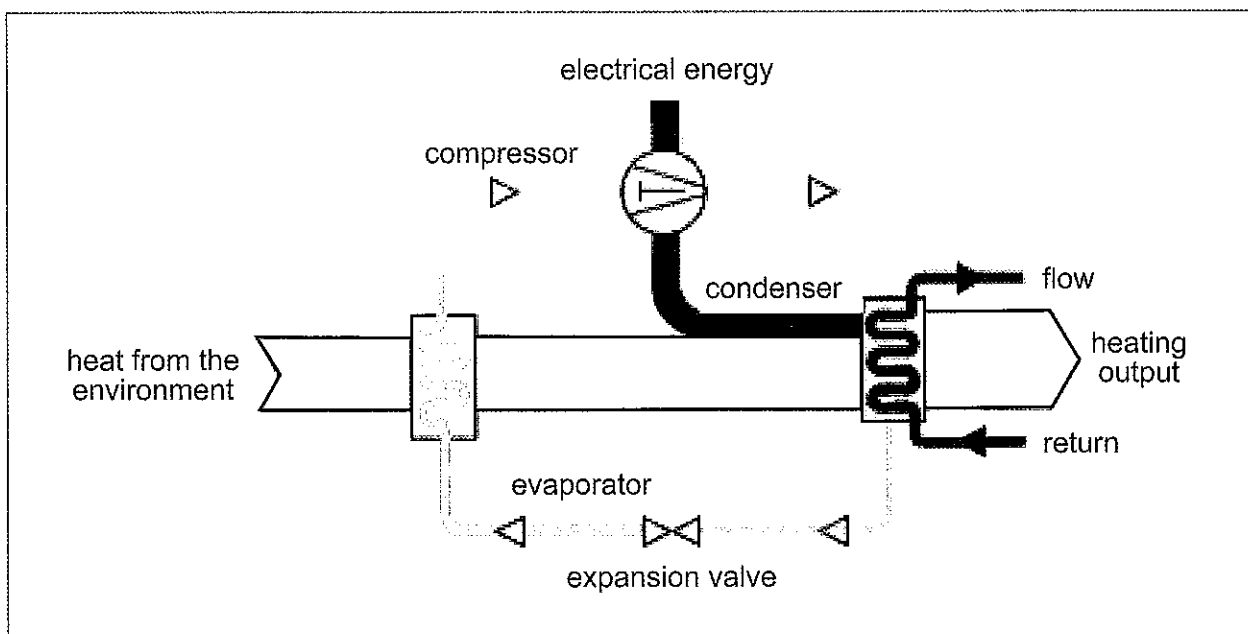 electrical energy
compressor
condenser
flow
heat from the
environment
heating
output
return
evaporator
expansion valve